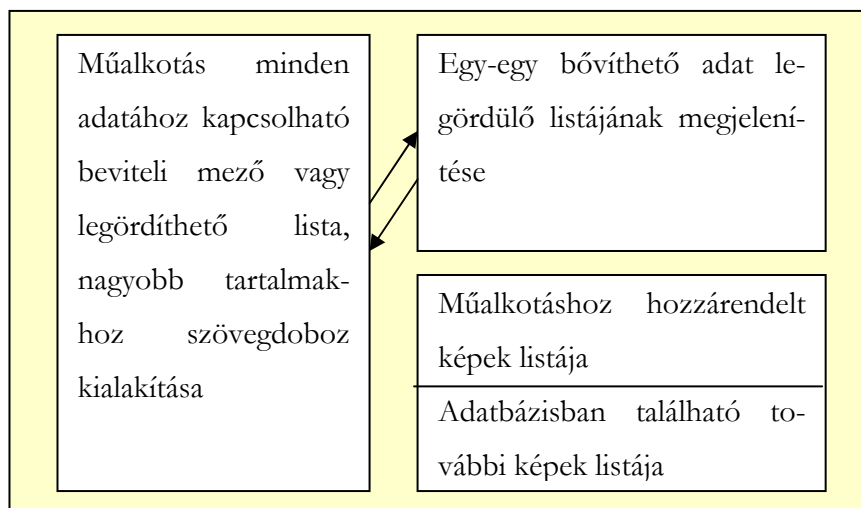 Műalkotás minden
adatához kapcsolható
beviteli mező vagy
legördíthető lista,
nagyobb tartalmak-
hoz szövegdoboz
kialakítása
Egy-egy bővíthető adat le-
gördülő listájának megjelení-
tése
Műalkotáshoz hozzárendelt
képek listája
Adatbázisban található to-
vábbi képek listája